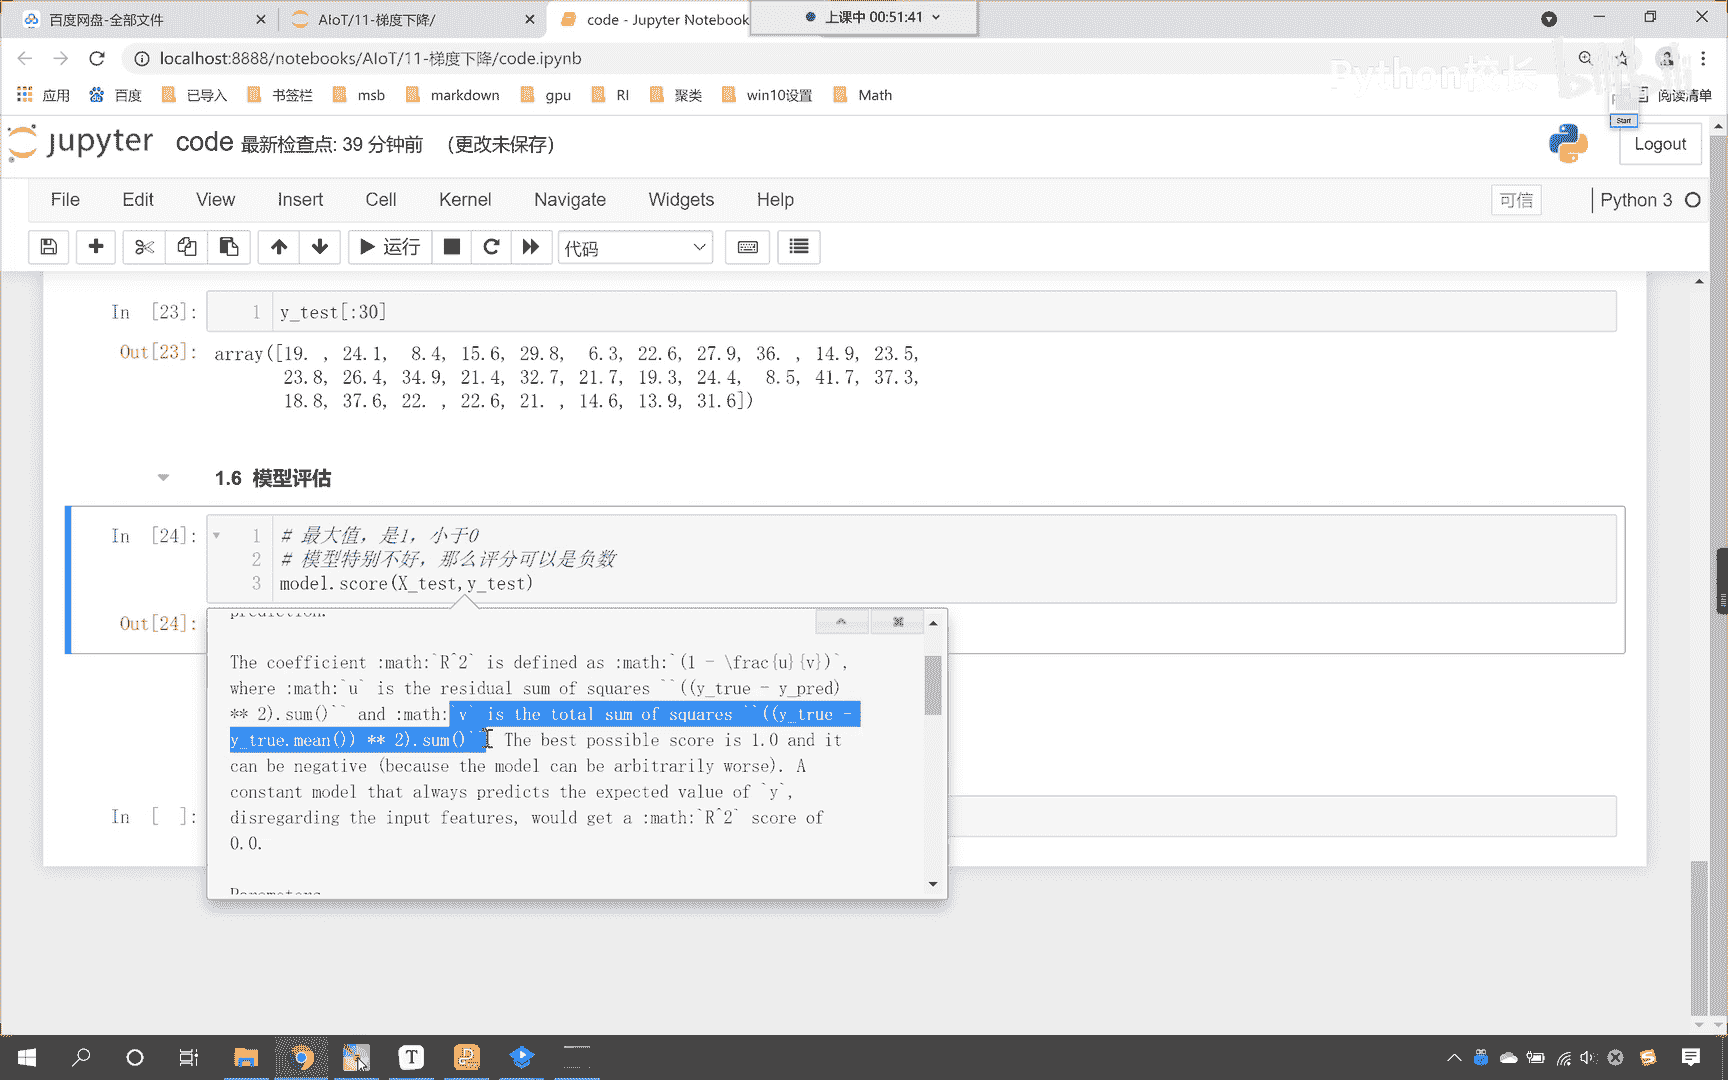 百度网盘-全部文件
AIoT/11-梯度下降/
code - Jupyter Notebook
上课中 00:51:41
localhost:8888/notebooks/AIoT/11-梯度下降/code.ipynb
Python校长
bilibili
应用
百度
已导入
书签栏
msb
markdown
gpu
RI
聚类
win10设置
Math
阅读清单
Start
jupyter code 最新检查点: 39 分钟前 (更改未保存)
Logout
File Edit View Insert Cell Kernel Navigate Widgets Help
可信
Python 3
运行
代码
In [23]: 1 y_test[:30]
Out[23]: array([19. , 24.1, 8.4, 15.6, 29.8, 6.3, 22.6, 27.9, 36. , 14.9, 23.5,
23.8, 26.4, 34.9, 21.4, 32.7, 21.7, 19.3, 24.4, 8.5, 41.7, 37.3,
18.8, 37.6, 22. , 22.6, 21. , 14.6, 13.9, 31.6])
1.6 模型评估
In [24]: 1 # 最大值，是1，小于0
2 # 模型特别不好，那么评分可以是负数
3 model.score(X_test,y_test)
Out[24]:
prediction.
The coefficient :math:`R^2` is defined as :math:`(1 - \frac{u}{v})`,
where :math:`u` is the residual sum of squares ``((y_true - y_pred)
** 2).sum()`` and :math:`v` is the total sum of squares ``((y_true -
y_true.mean()) ** 2).sum()``. The best possible score is 1.0 and it
can be negative (because the model can be arbitrarily worse). A
constant model that always predicts the expected value of `y`,
disregarding the input features, would get a :math:`R^2` score of
0.0.
Parameters
In [ ]: